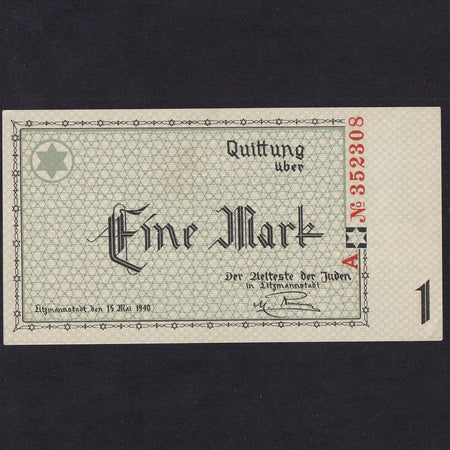 Quittung
über
Eine Mark
Der Aelteste der Juden
in Litzmannstadt
Litzmannstadt, den 15 Mai 1940
A № 352308
1